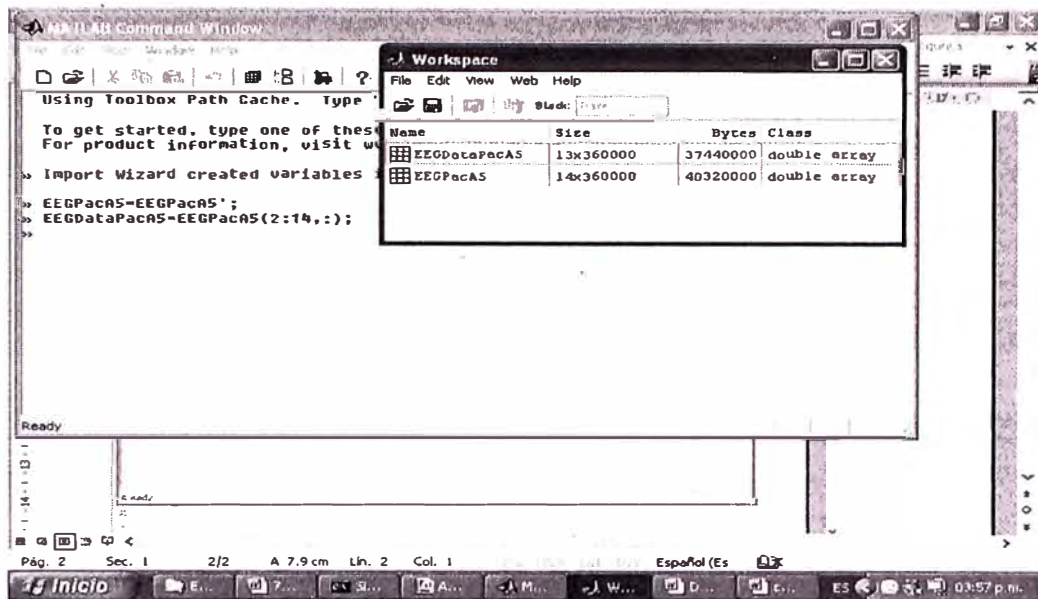 MATLAB Command Window
Window Help
Using Toolbox Path Cache. Type '
To get started, type one of these
For product information, visit
» Import Wizard created variables
» EEGPacA5=EEGPacA5';
» EEGDataPacA5=EEGPacA5(2:14,:);
»
Ready
Workspace
File Edit View Web Help
Stack:
Name Size Bytes Class
EEGDataPacA5 13x360000 37440000 double array
EEGPacA5 14x360000 40320000 double array
Pág. 2 Sec. 1 2/2 A 7.9 cm Lín. 2 Col. 1 Español (Es
Inicio E... 7... A... M... W... D... ES 03:57 p.m.